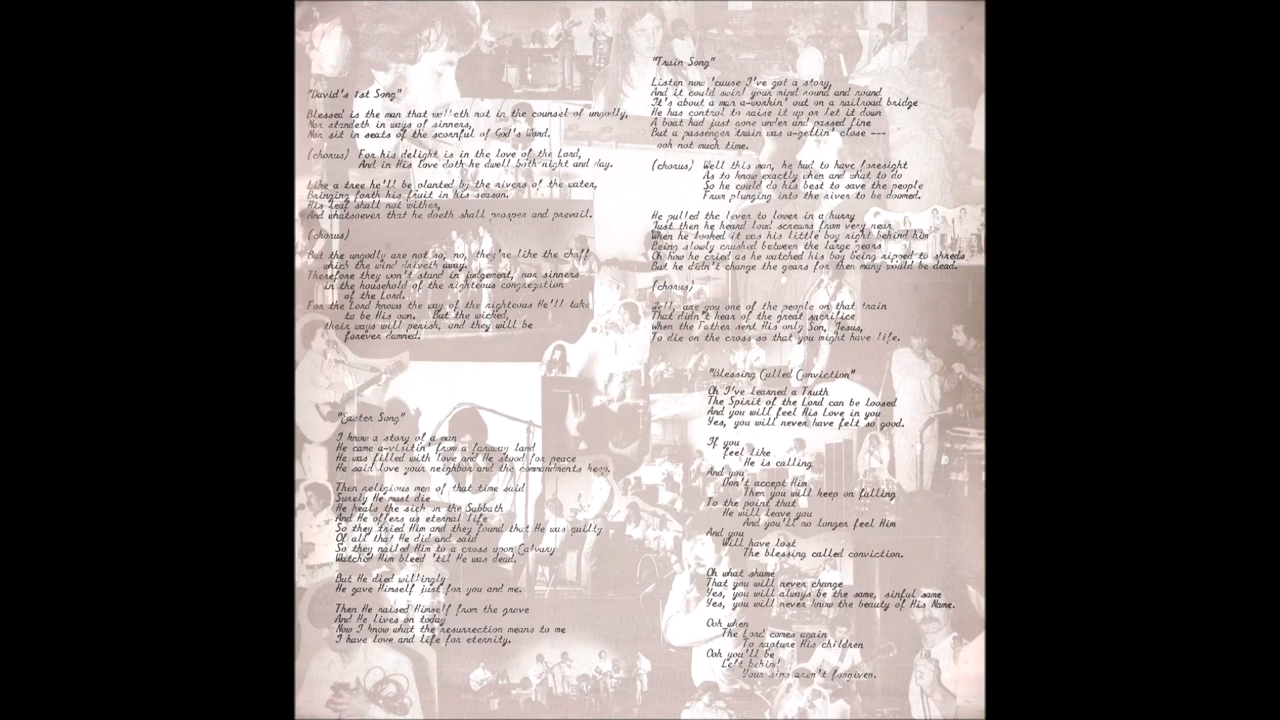 "David's 1st Song"
Blessed is the man that walketh not in the counsel of ungodly,
Nor standeth in ways of sinners,
Nor sit in seats of the scornful of God's Word.
(chorus) For his delight is in the love of the Lord,
And in His love doth he dwell both night and day.
Like a tree he'll be planted by the rivers of the water,
Bringing forth his fruit in his season.
His leaf shall not wither,
And whatsoever that he doeth shall prosper and prevail.
(chorus)
But the ungodly are not so, no, they're like the chaff
which the wind driveth away.
Therefore they won't stand in judgement, nor sinners
in the household of the righteous congregation
of the Lord.
For the Lord knows the way of the righteous He'll take
to be His own. But the wicked,
their ways will perish, and they will be
forever damned.
"Easter Song"
I know a story of a man
He came a-visitin' from a faraway land
He was filled with love and He stood for peace
He said love your neighbor and the commandments keep.
Then religious men of that time said
Surely He must die
He heals the sick on the Sabbath
And He offers us eternal life
So they tried Him and they found that He was guilty
Of all that He did and said
So they nailed Him to a cross upon Calvary
Watched Him bleed 'til He was dead.
But He died willingly
He gave Himself just for you and me.
Then He raised Himself from the grave
And He lives on today
Now I know what the resurrection means to me
I have love and life for eternity.
"Train Song"
Listen now 'cause I've got a story,
And it could swirl your mind round and round
It's about a man a-workin' out on a railroad bridge
He has control to raise it up or let it down
A boat had just gone under and passed fine
But a passenger train was a-gettin' close ---
ooh not much time.
(chorus) Well this man, he had to have foresight
As to know exactly when and what to do
So he could do his best to save the people
From plunging into the river to be doomed.
He pulled the lever to lower in a hurry
Just then he heard loud screams from very near
When he looked it was his little boy right behind him
Being slowly crushed between the large gears
Oh how he cried as he watched his boy being ripped to shreds
But he didn't change the gears for then many would be dead.
(chorus)
Well, are you one of the people on that train
That didn't hear of the great sacrifice
When the Father sent His only Son, Jesus,
To die on the cross so that you might have life.
"Blessing Called Conviction"
Oh I've learned a Truth
The Spirit of the Lord can be loosed
And you will feel His Love in you
Yes, you will never have felt so good.
If you
feel like
He is calling
And you
Don't accept Him
Then you will keep on falling
To the point that
He will leave you
And you'll no longer feel Him
And you
Will have lost
The blessing called conviction.
Oh what shame
That you will never change
Yes, you will always be the same, sinful same
Yes, you will never know the beauty of His Name.
Ooh when
The Lord comes again
To rapture His children
Ooh you'll be
Left behin'
Your sins aren't forgiven.